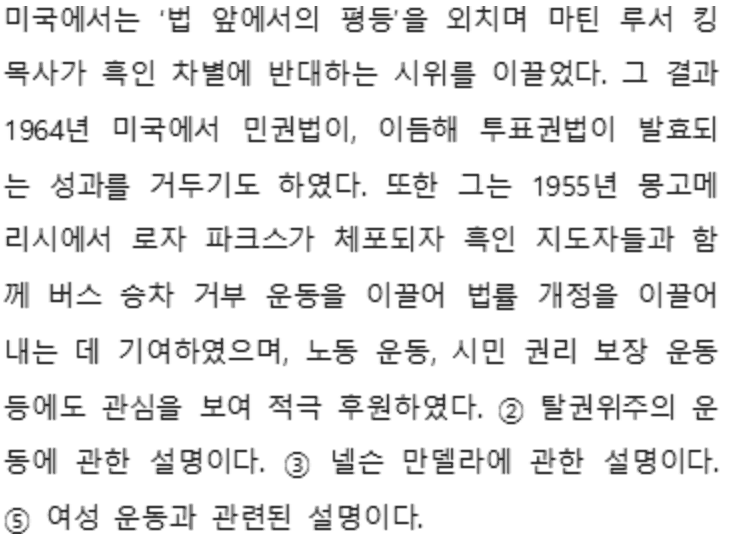 미국에서는 '법 앞에서의 평등'을 외치며 마틴 루서 킹
목사가 흑인 차별에 반대하는 시위를 이끌었다. 그 결과
1964년 미국에서 민권법이, 이듬해 투표권법이 발효되
는 성과를 거두기도 하였다. 또한 그는 1955년 몽고메
리시에서 로자 파크스가 체포되자 흑인 지도자들과 함
께 버스 승차 거부 운동을 이끌어 법률 개정을 이끌어
내는 데 기여하였으며, 노동 운동, 시민 권리 보장 운동
등에도 관심을 보여 적극 후원하였다. ② 탈권위주의 운
동에 관한 설명이다. ③ 넬슨 만델라에 관한 설명이다.
⑤ 여성 운동과 관련된 설명이다.